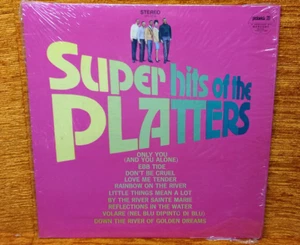 STEREO
Super hits of the
PLATTERS
ONLY YOU
(AND YOU ALONE)
EBB TIDE
DON'T BE CRUEL
LOVE ME TENDER
RAINBOW ON THE RIVER
LITTLE THINGS MEAN A LOT
BY THE RIVER SAINTE MARIE
REFLECTIONS IN THE WATER
VOLARE (NEL BLU DIPINTO DI BLU)
DOWN THE RIVER OF GOLDEN DREAMS